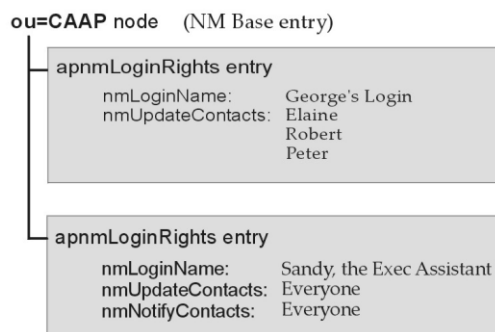 ou=CAAP node (NM Base entry)
apnmLoginRights entry
nmLoginName: George's Login
nmUpdateContacts: Elaine
Robert
Peter
apnmLoginRights entry
nmLoginName: Sandy, the Exec Assistant
nmUpdateContacts: Everyone
nmNotifyContacts: Everyone